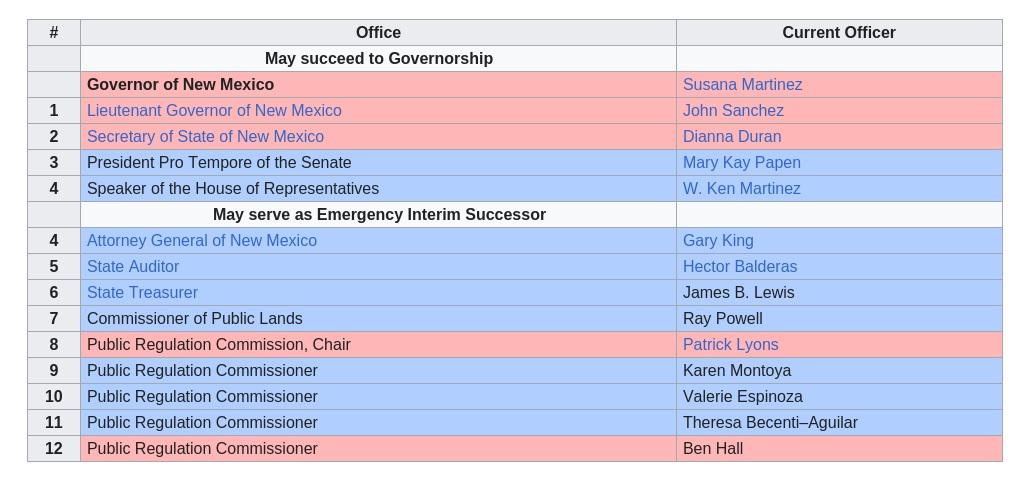 # Office Current Officer
May succeed to Governorship
Governor of New Mexico Susana Martinez
1 Lieutenant Governor of New Mexico John Sanchez
2 Secretary of State of New Mexico Dianna Duran
3 President Pro Tempore of the Senate Mary Kay Papen
4 Speaker of the House of Representatives W. Ken Martinez
May serve as Emergency Interim Successor
4 Attorney General of New Mexico Gary King
5 State Auditor Hector Balderas
6 State Treasurer James B. Lewis
7 Commissioner of Public Lands Ray Powell
8 Public Regulation Commission, Chair Patrick Lyons
9 Public Regulation Commissioner Karen Montoya
10 Public Regulation Commissioner Valerie Espinoza
11 Public Regulation Commissioner Theresa Becenti–Aguilar
12 Public Regulation Commissioner Ben Hall